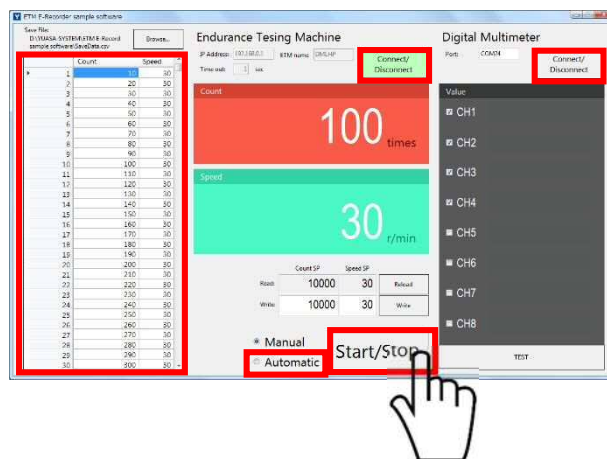 ETM E-Recorder sample software
Save File:
D:\YUASA-SYSTEM\ETM E-Record
sample software\SaveData.csv
Browse...
Count Speed
1 10 30
2 20 30
3 30 30
4 40 30
5 50 30
6 60 30
7 70 30
8 80 30
9 90 30
10 100 30
11 110 30
12 120 30
13 130 30
14 140 30
15 150 30
16 160 30
17 170 30
18 180 30
19 190 30
20 200 30
21 210 30
22 220 30
23 230 30
24 240 30
25 250 30
26 260 30
27 270 30
28 280 30
29 290 30
30 300 30
Endurance Tesing Machine
IP Address: 192.168.0.1 ETM name:
Time out: 1 sec
Connect/
Disconnect
Count
100 times
Speed
30 r/min
Count SP Speed SP
Read: 10000 30 Reload
Write: 10000 30 Write
Manual
Automatic
Start/Stop
Digital Multimeter
Port: COM24
Connect/
Disconnect
Value
CH1
CH2
CH3
CH4
CH5
CH6
CH7
CH8
TEST